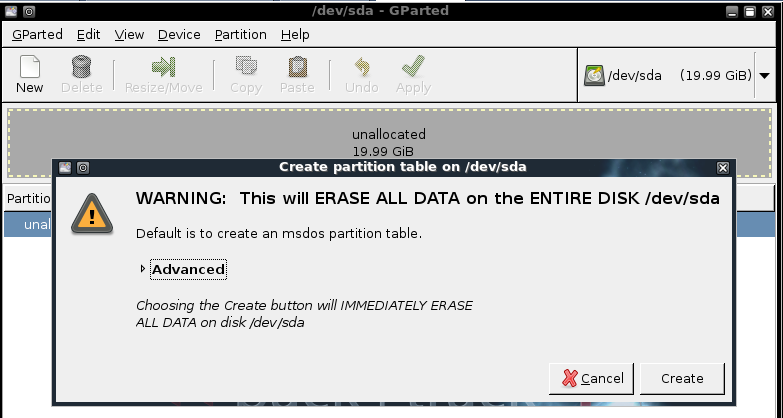 /dev/sda - GParted
GParted Edit View Device Partition Help
New Delete Resize/Move Copy Paste Undo Apply /dev/sda (19.99 GiB)
unallocated
19.99 GiB
Create partition table on /dev/sda
Partitio
unal
WARNING: This will ERASE ALL DATA on the ENTIRE DISK /dev/sda
Default is to create an msdos partition table.
Advanced
Choosing the Create button will IMMEDIATELY ERASE
ALL DATA on disk /dev/sda
Cancel Create